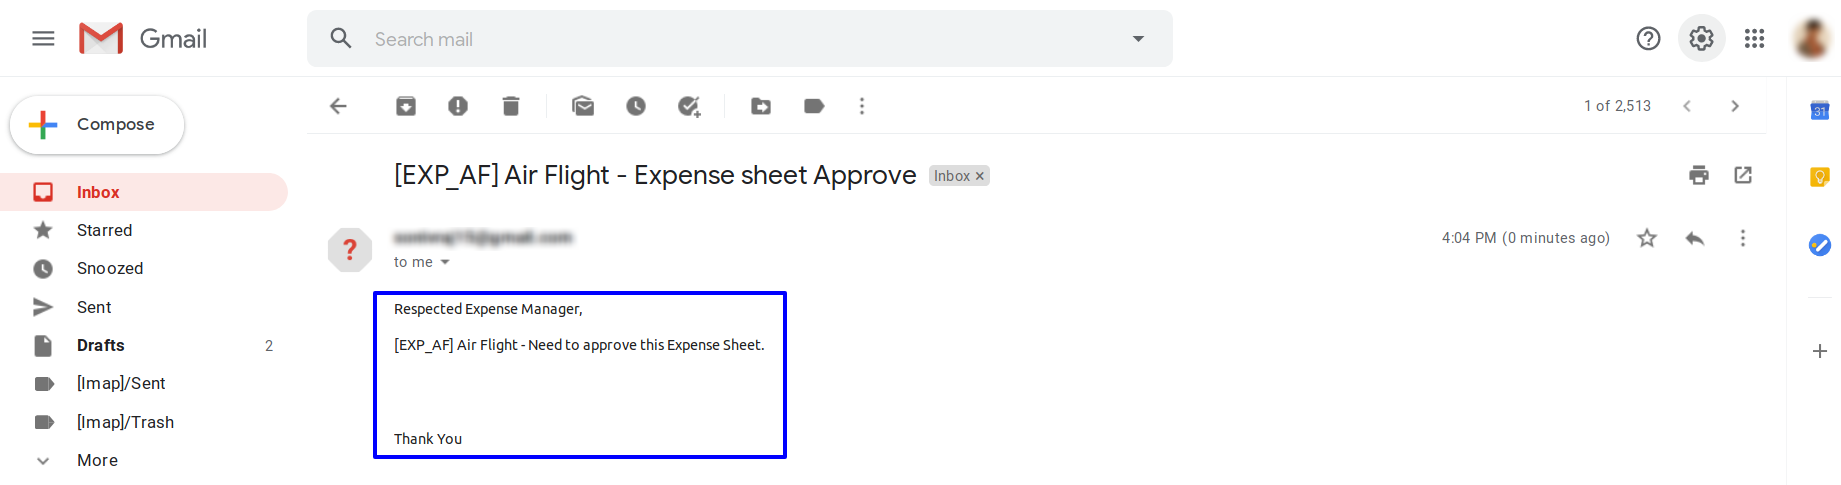 Gmail
Search mail
Compose
1 of 2,513
31
Inbox
Starred
Snoozed
Sent
Drafts 2
[Imap]/Sent
[Imap]/Trash
More
[EXP_AF] Air Flight - Expense sheet Approve Inbox ×
4:04 PM (0 minutes ago)
to me
Respected Expense Manager,
[EXP_AF] Air Flight - Need to approve this Expense Sheet.
Thank You